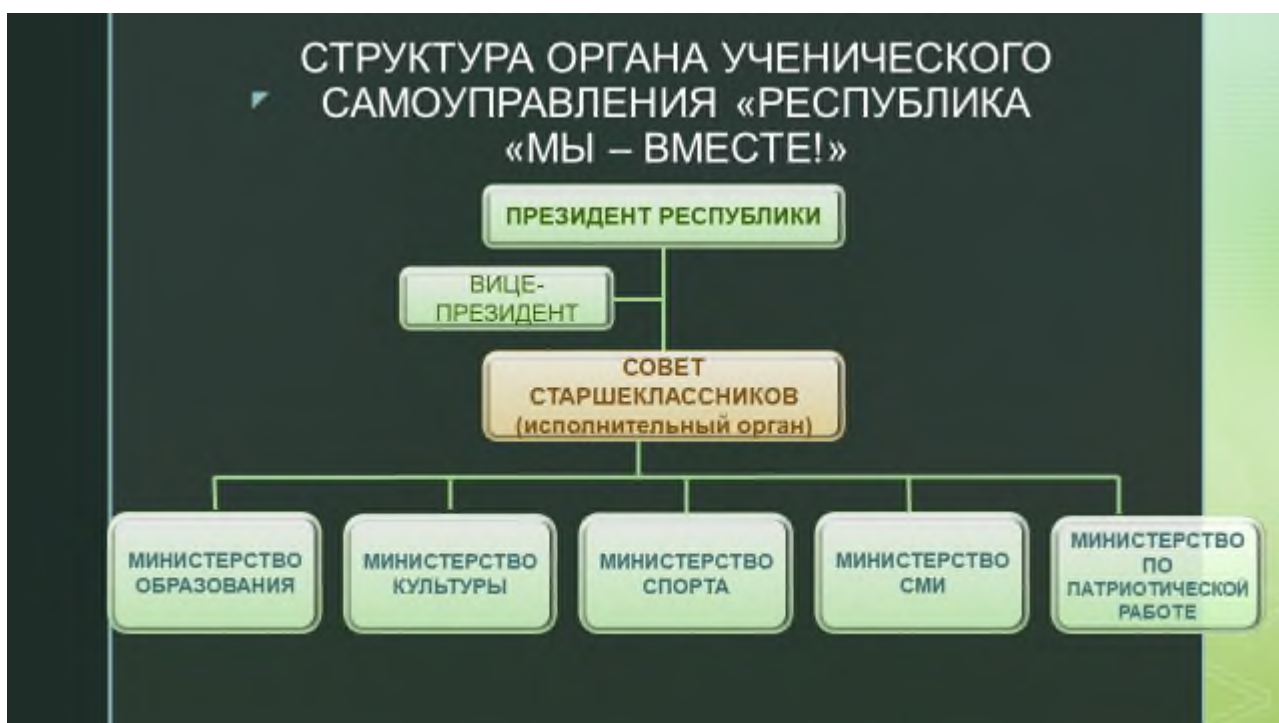 СТРУКТУРА ОРГАНА УЧЕНИЧЕСКОГО
САМОУПРАВЛЕНИЯ «РЕСПУБЛИКА
«МЫ – ВМЕСТЕ!»
ПРЕЗИДЕНТ РЕСПУБЛИКИ
ВИЦЕ-
ПРЕЗИДЕНТ
СОВЕТ
СТАРШЕКЛАССНИКОВ
(исполнительный орган)
МИНИСТЕРСТВО
ОБРАЗОВАНИЯ
МИНИСТЕРСТВО
КУЛЬТУРЫ
МИНИСТЕРСТВО
СПОРТА
МИНИСТЕРСТВО
СМИ
МИНИСТЕРСТВО
ПО
ПАТРИОТИЧЕСКОЙ
РАБОТЕ